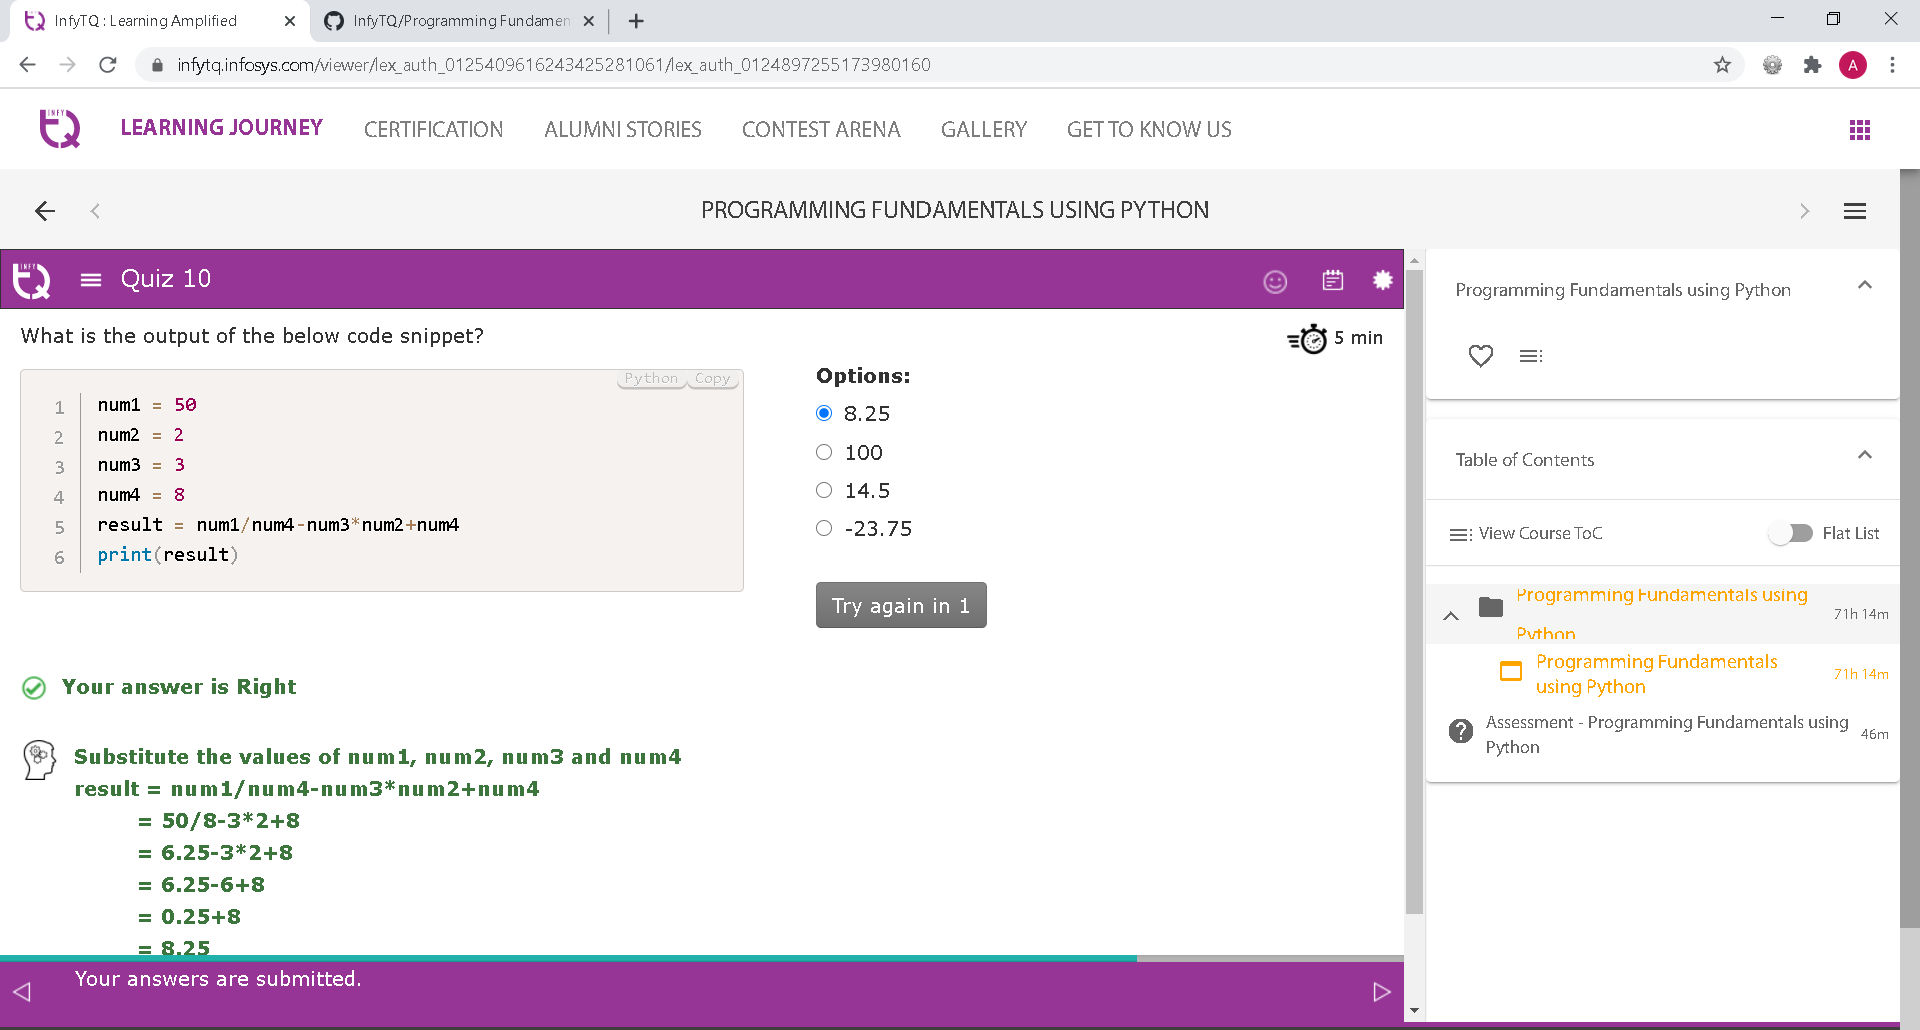 InfyTQ : Learning Amplified
InfyTQ/Programming Fundamen
infytq.infosys.com/viewer/lex_auth_0125409616243425281061/lex_auth_0124897255173980160
A
INFY
TQ
LEARNING JOURNEY
CERTIFICATION
ALUMNI STORIES
CONTEST ARENA
GALLERY
GET TO KNOW US
PROGRAMMING FUNDAMENTALS USING PYTHON
INFY
TQ
Quiz 10
What is the output of the below code snippet?
5 min
Python
Copy
1 num1 = 50
2 num2 = 2
3 num3 = 3
4 num4 = 8
5 result = num1/num4-num3*num2+num4
6 print(result)
Options:
8.25
100
14.5
-23.75
Try again in 1
Your answer is Right
Substitute the values of num1, num2, num3 and num4
result = num1/num4-num3*num2+num4
= 50/8-3*2+8
= 6.25-3*2+8
= 6.25-6+8
= 0.25+8
= 8.25
Your answers are submitted.
Programming Fundamentals using Python
Table of Contents
View Course ToC
Flat List
Programming Fundamentals using
Python
71h 14m
Programming Fundamentals
using Python
71h 14m
Assessment - Programming Fundamentals using
Python
46m